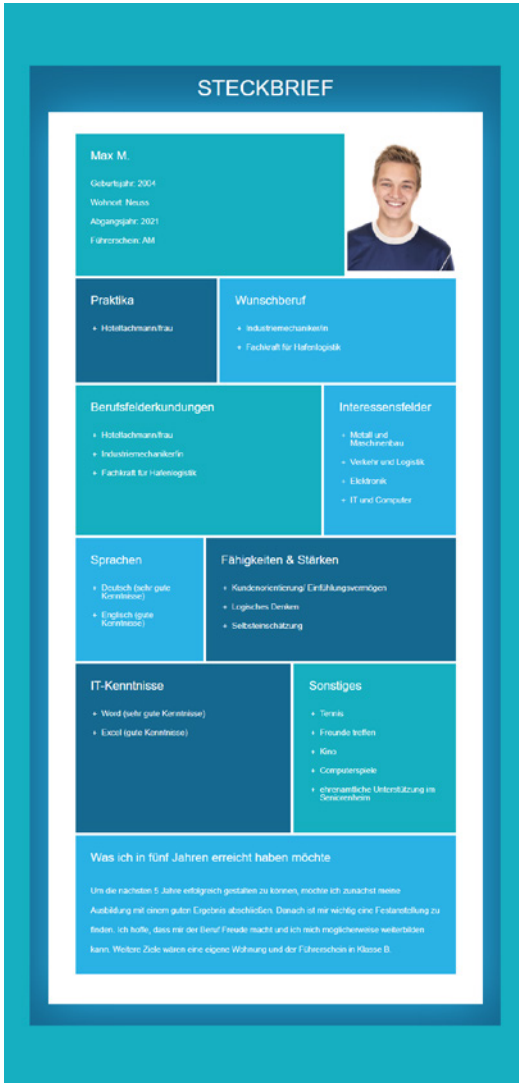 STECKBRIEF
Max M.
Geburtsjahr: 2004
Wohnort: Neuss
Abgangsjahr: 2021
Führerschein: AM
Praktika
+ Hotelfachmann/frau
Wunschberuf
+ Industriemechaniker/in
+ Fachkraft für Hafenlogistik
Berufsfelderkundungen
+ Hotelfachmann/frau
+ Industriemechaniker/in
+ Fachkraft für Hafenlogistik
Interessensfelder
+ Metall und
Maschinenbau
+ Verkehr und Logistik
+ Elektronik
+ IT und Computer
Sprachen
+ Deutsch (sehr gute
Kenntnisse)
+ Englisch (gute
Kenntnisse)
Fähigkeiten & Stärken
+ Kundenorientierung/ Einfühlungsvermögen
+ Logisches Denken
+ Selbsteinschätzung
IT-Kenntnisse
+ Word (sehr gute Kenntnisse)
+ Excel (gute Kenntnisse)
Sonstiges
+ Tennis
+ Freunde treffen
+ Kino
+ Computerspiele
+ ehrenamtliche Unterstützung im
Seniorenheim
Was ich in fünf Jahren erreicht haben möchte
Um die nächsten 5 Jahre erfolgreich gestalten zu können, möchte ich zunächst meine
Ausbildung mit einem guten Ergebnis abschließen. Danach ist mir wichtig eine Festanstellung zu
finden. Ich hoffe, dass mir der Beruf Freude macht und ich mich möglicherweise weiterbilden
kann. Weitere Ziele wären eine eigene Wohnung und der Führerschein in Klasse B.